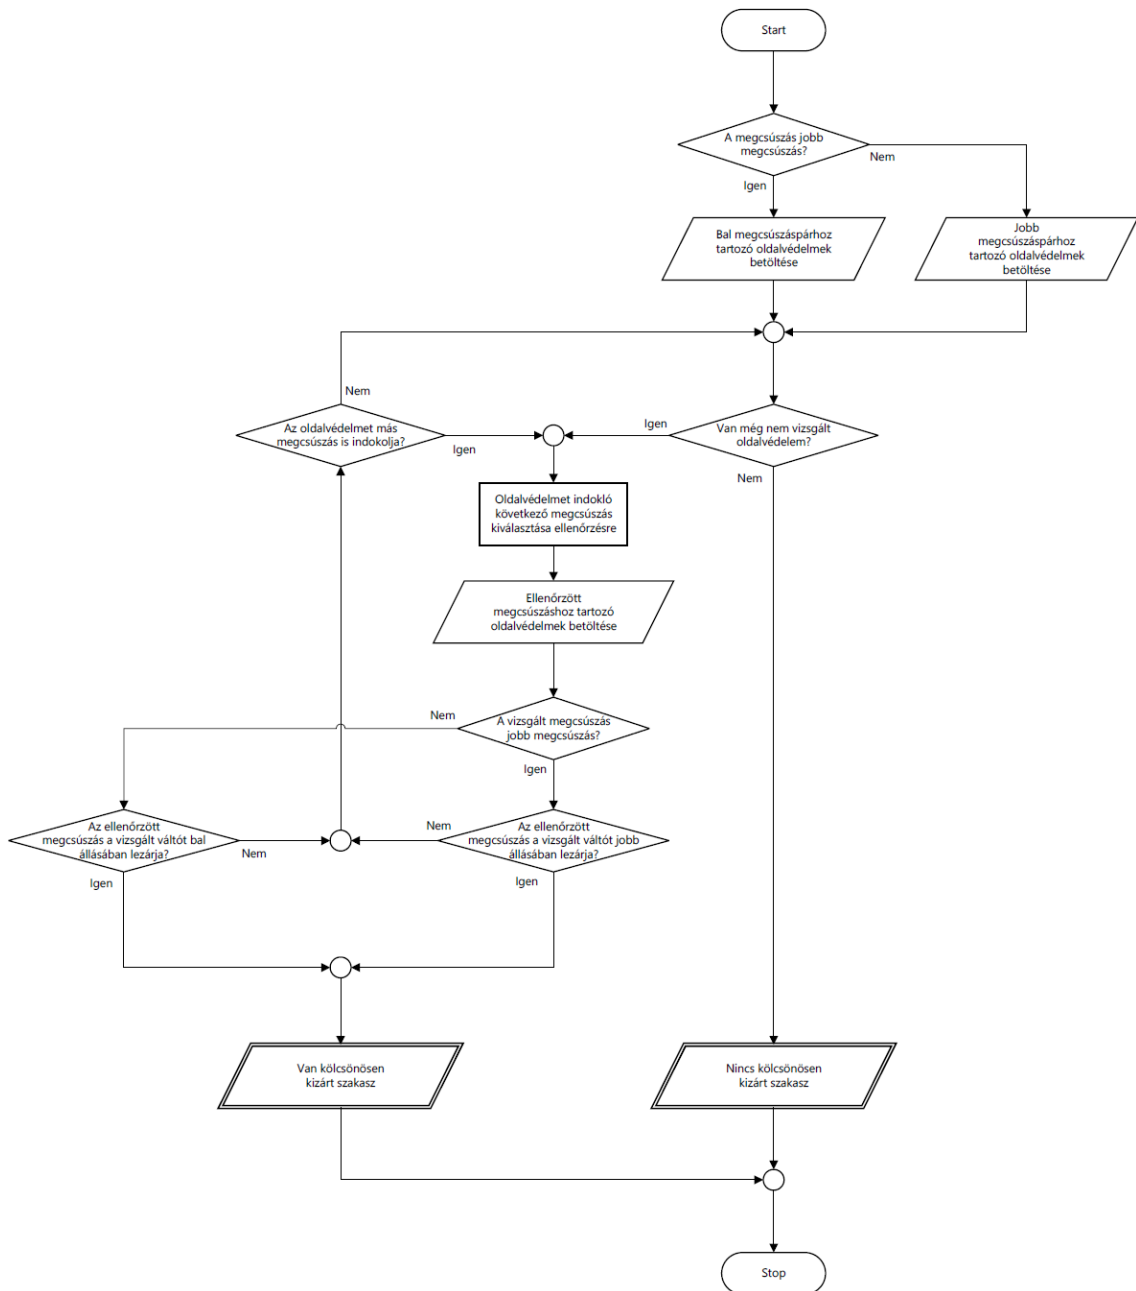 Start
A megcsúszás jobb
megcsúszás?
Nem
Igen
Bal megcsúszáspárhoz
tartozó oldalvédelmek
betöltése
Jobb
megcsúszáspárhoz
tartozó oldalvédelmek
betöltése
Nem
Az oldalvédelmet más
megcsúszás is indokolja?
Igen
Igen
Van még nem vizsgált
oldalvédelem?
Nem
Oldalvédelmet indokló
következő megcsúszás
kiválasztása ellenőrzésre
Ellenőrzött
megcsúszáshoz tartozó
oldalvédelmek betöltése
Nem
A vizsgált megcsúszás
jobb megcsúszás?
Igen
Az ellenőrzött
megcsúszás a vizsgált váltót bal
állásában lezárja?
Nem
Igen
Nem
Az ellenőrzött
megcsúszás a vizsgált váltót jobb
állásában lezárja?
Igen
Van kölcsönösen
kizárt szakasz
Nincs kölcsönösen
kizárt szakasz
Stop